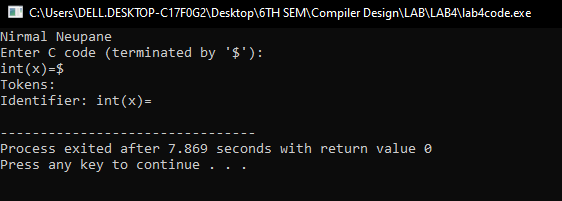 C:\Users\DELL.DESKTOP-C17F0G2\Desktop\6TH SEM\Compiler Design\LAB\LAB4\lab4code.exe
Nirmal Neupane
Enter C code (terminated by '$'):
int(x)=$
Tokens:
Identifier: int(x)=
--------------------------------
Process exited after 7.869 seconds with return value 0
Press any key to continue . . .